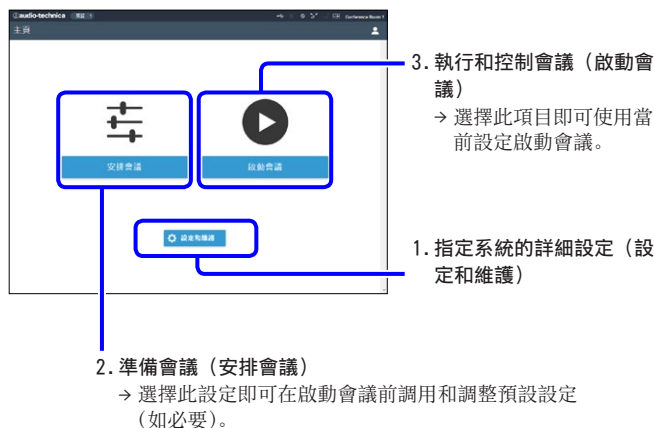 audio-technica
Conference Room 1
主頁
安排會議
啟動會議
設定和維護
3. 執行和控制會議（啟動會
議）
→ 選擇此項目即可使用當
前設定啟動會議。
1. 指定系統的詳細設定（設
定和維護）
2. 準備會議（安排會議）
→ 選擇此設定即可在啟動會議前調用和調整預設設定
（如必要）。